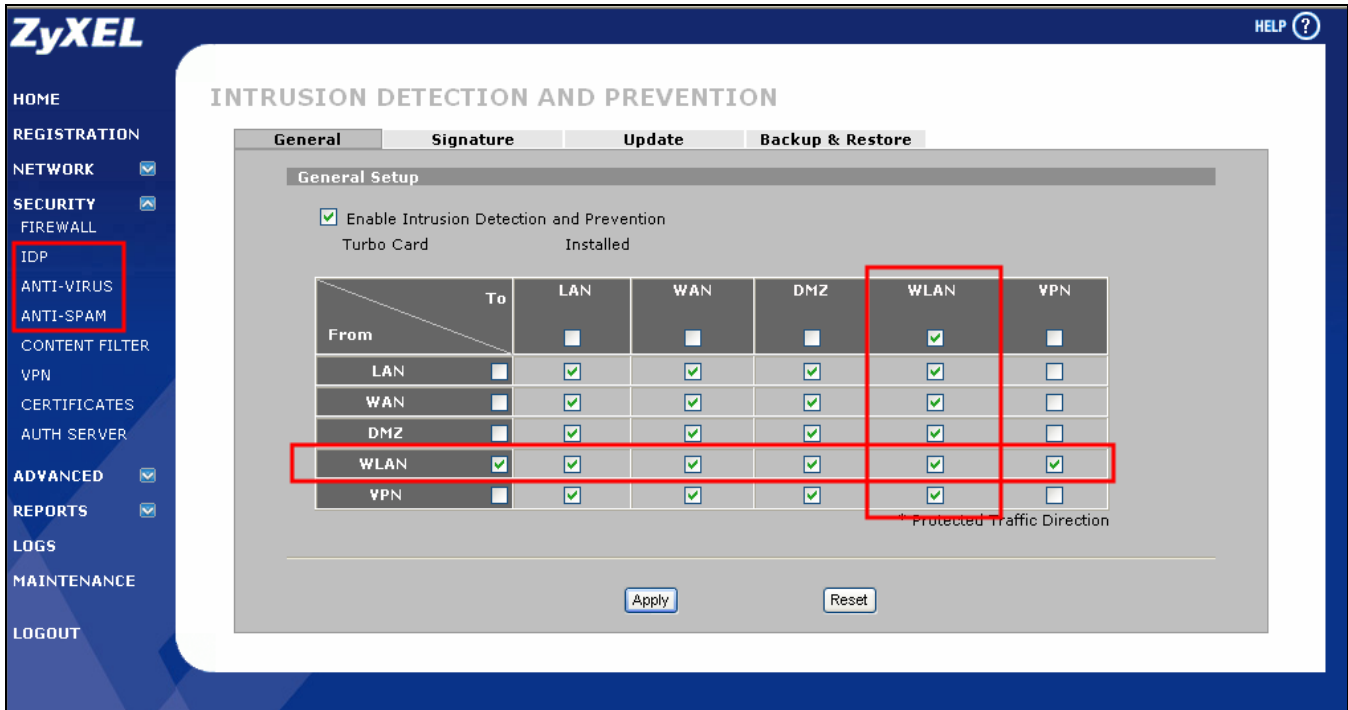 ZyXEL
HELP ?
HOME
REGISTRATION
NETWORK
SECURITY
FIREWALL
IDP
ANTI-VIRUS
ANTI-SPAM
CONTENT FILTER
VPN
CERTIFICATES
AUTH SERVER
ADVANCED
REPORTS
LOGS
MAINTENANCE
LOGOUT
INTRUSION DETECTION AND PREVENTION
General Signature Update Backup & Restore
General Setup
Enable Intrusion Detection and Prevention
Turbo Card Installed
To LAN WAN DMZ WLAN VPN
From
LAN
WAN
DMZ
WLAN
VPN
* Protected Traffic Direction
Apply Reset